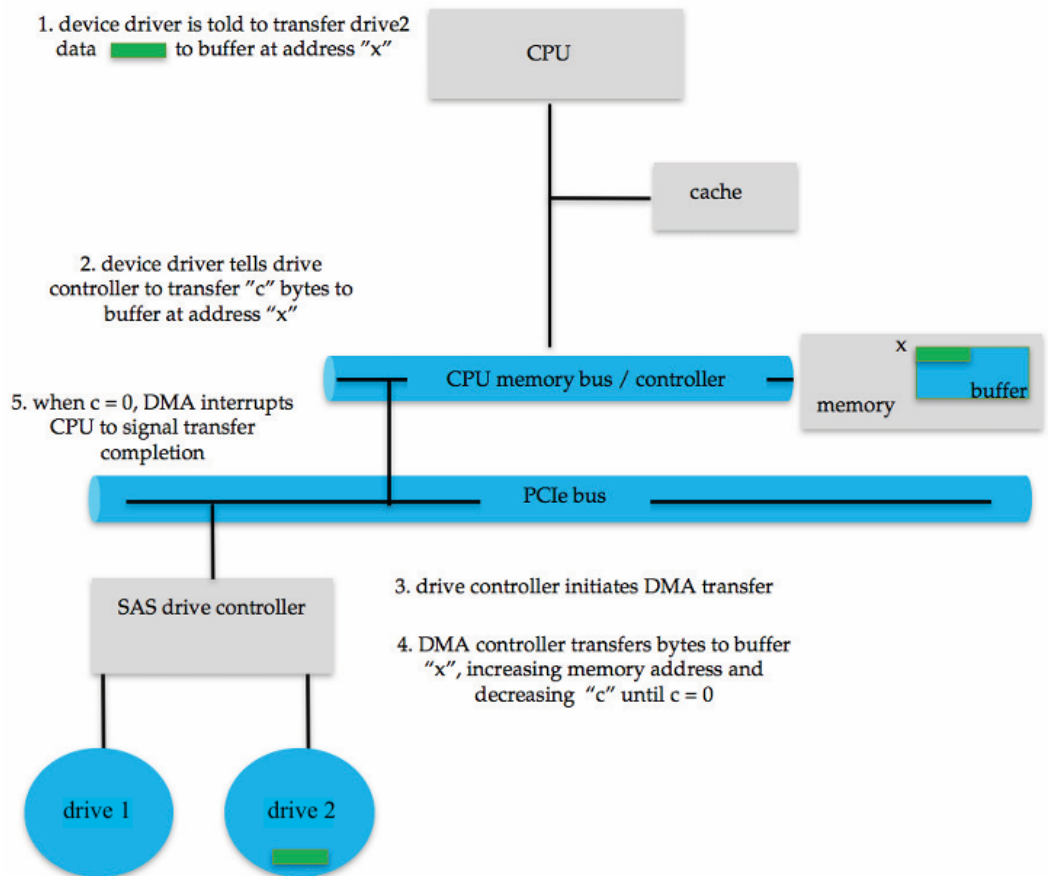 1. device driver is told to transfer drive2
data to buffer at address "x"
CPU
cache
2. device driver tells drive
controller to transfer "c" bytes to
buffer at address "x"
CPU memory bus / controller
x
buffer
memory
5. when c = 0, DMA interrupts
CPU to signal transfer
completion
PCIe bus
SAS drive controller
3. drive controller initiates DMA transfer
4. DMA controller transfers bytes to buffer
"x", increasing memory address and
decreasing "c" until c = 0
drive 1
drive 2